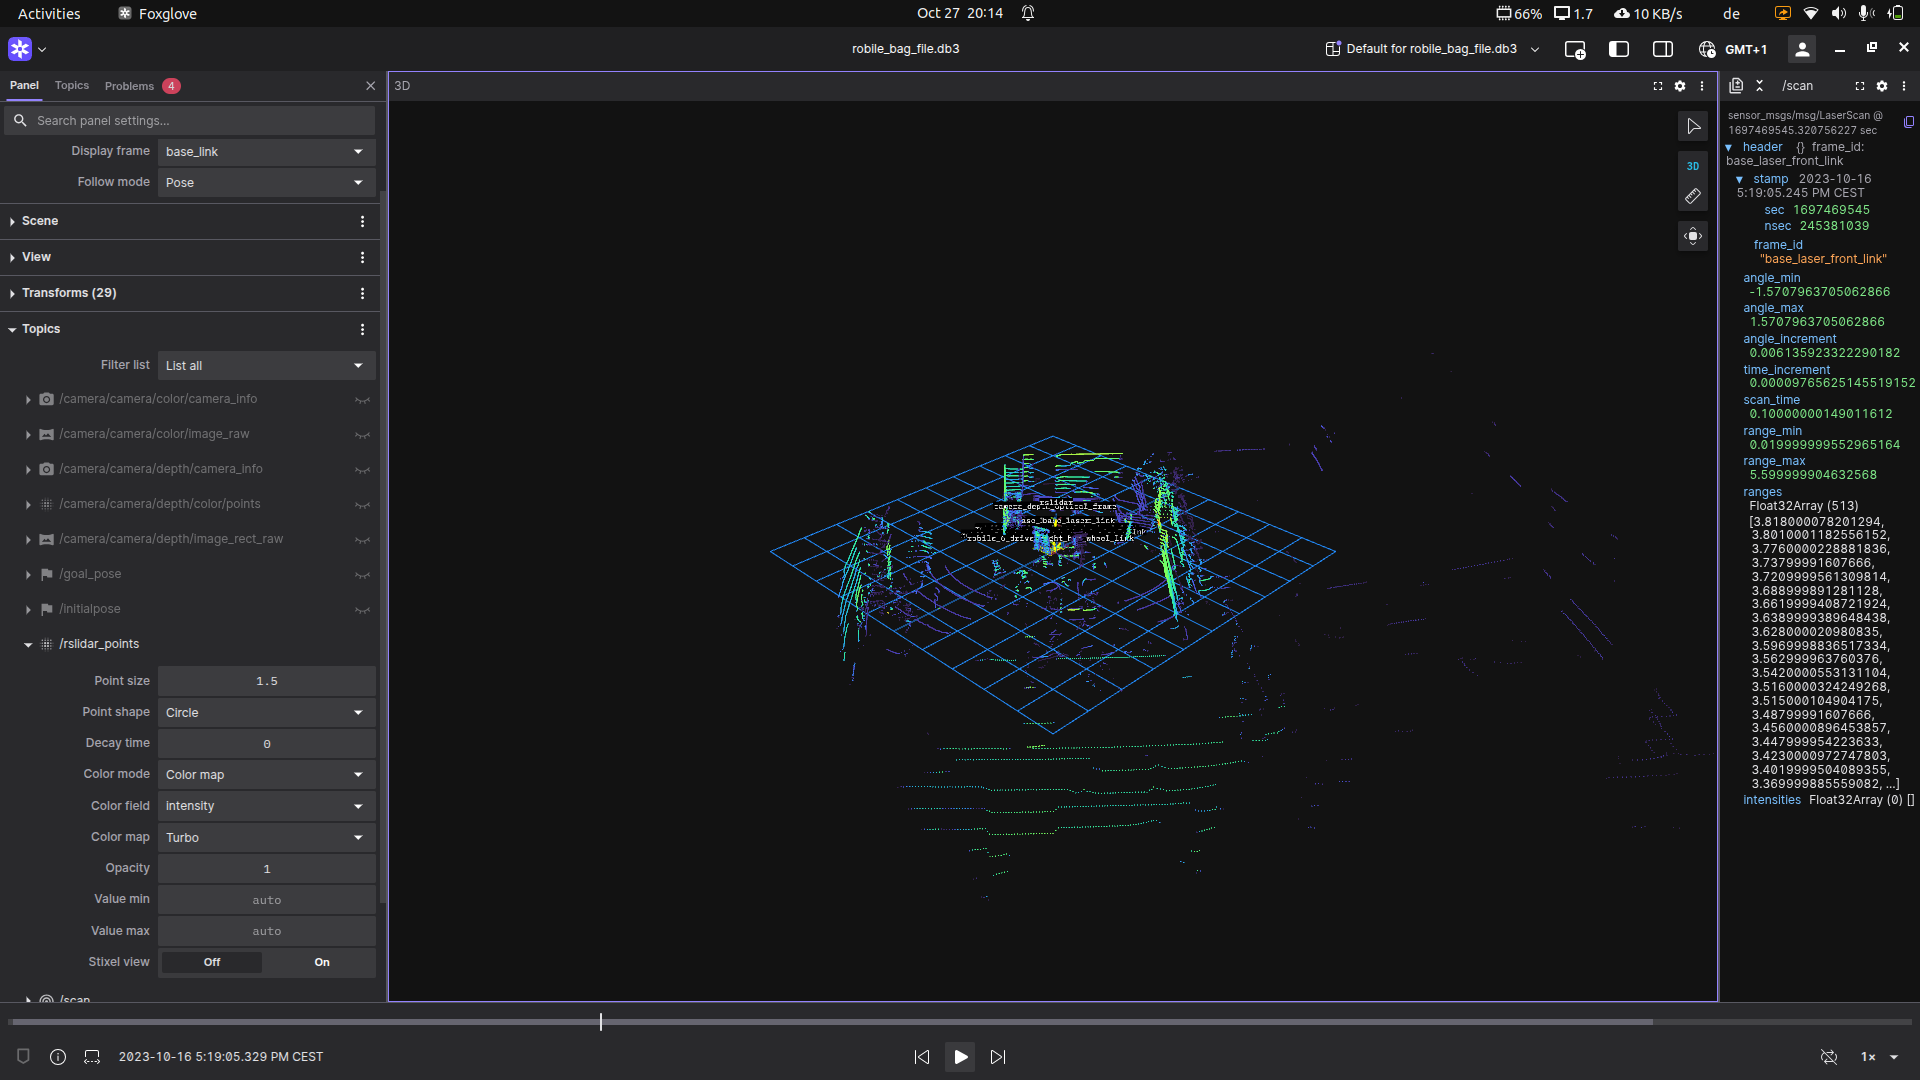 Activities
Foxglove
Oct 27 20:14
66%
1.7
10 KB/s
de
robile_bag_file.db3
Default for robile_bag_file.db3
GMT+1
Panel
Topics
Problems
4
Search panel settings...
Display frame
base_link
Follow mode
Pose
Scene
View
Transforms (29)
Topics
Filter list
List all
/camera/camera/color/camera_info
/camera/camera/color/image_raw
/camera/camera/depth/camera_info
/camera/camera/depth/color/points
/camera/camera/depth/image_rect_raw
/goal_pose
/initialpose
/rslidar_points
Point size
1.5
Point shape
Circle
Decay time
0
Color mode
Color map
Color field
intensity
Color map
Turbo
Opacity
1
Value min
auto
Value max
auto
Stixel view
Off
On
/scan
3D
3D
rslidar
camera_depth_optical_frame
/scan
sensor_msgs/msg/LaserScan @
1697469545.320756227 sec
header {} frame_id:
base_laser_front_link
stamp 2023-10-16
5:19:05.245 PM CEST
sec 1697469545
nsec 245381039
frame_id
"base_laser_front_link"
angle_min
-1.5707963705062866
angle_max
1.5707963705062866
angle_increment
0.006135923322290182
time_increment
0.00009765625145519152
scan_time
0.10000000149011612
range_min
0.019999999552965164
range_max
5.599999904632568
ranges
Float32Array (513)
[3.818000078201294,
3.8010001182556152,
3.7760000228881836,
3.73799991607666,
3.7209999561309814,
3.688999891281128,
3.6619999408721924,
3.6389999389648438,
3.628000020980835,
3.5969998836517334,
3.562999963760376,
3.5420000553131104,
3.5160000324249268,
3.515000104904175,
3.48799991607666,
3.4560000896453857,
3.447999954223633,
3.4230000972747803,
3.4019999504089355,
3.369999885559082, ...]
intensities Float32Array (0) []
2023-10-16 5:19:05.329 PM CEST
1×